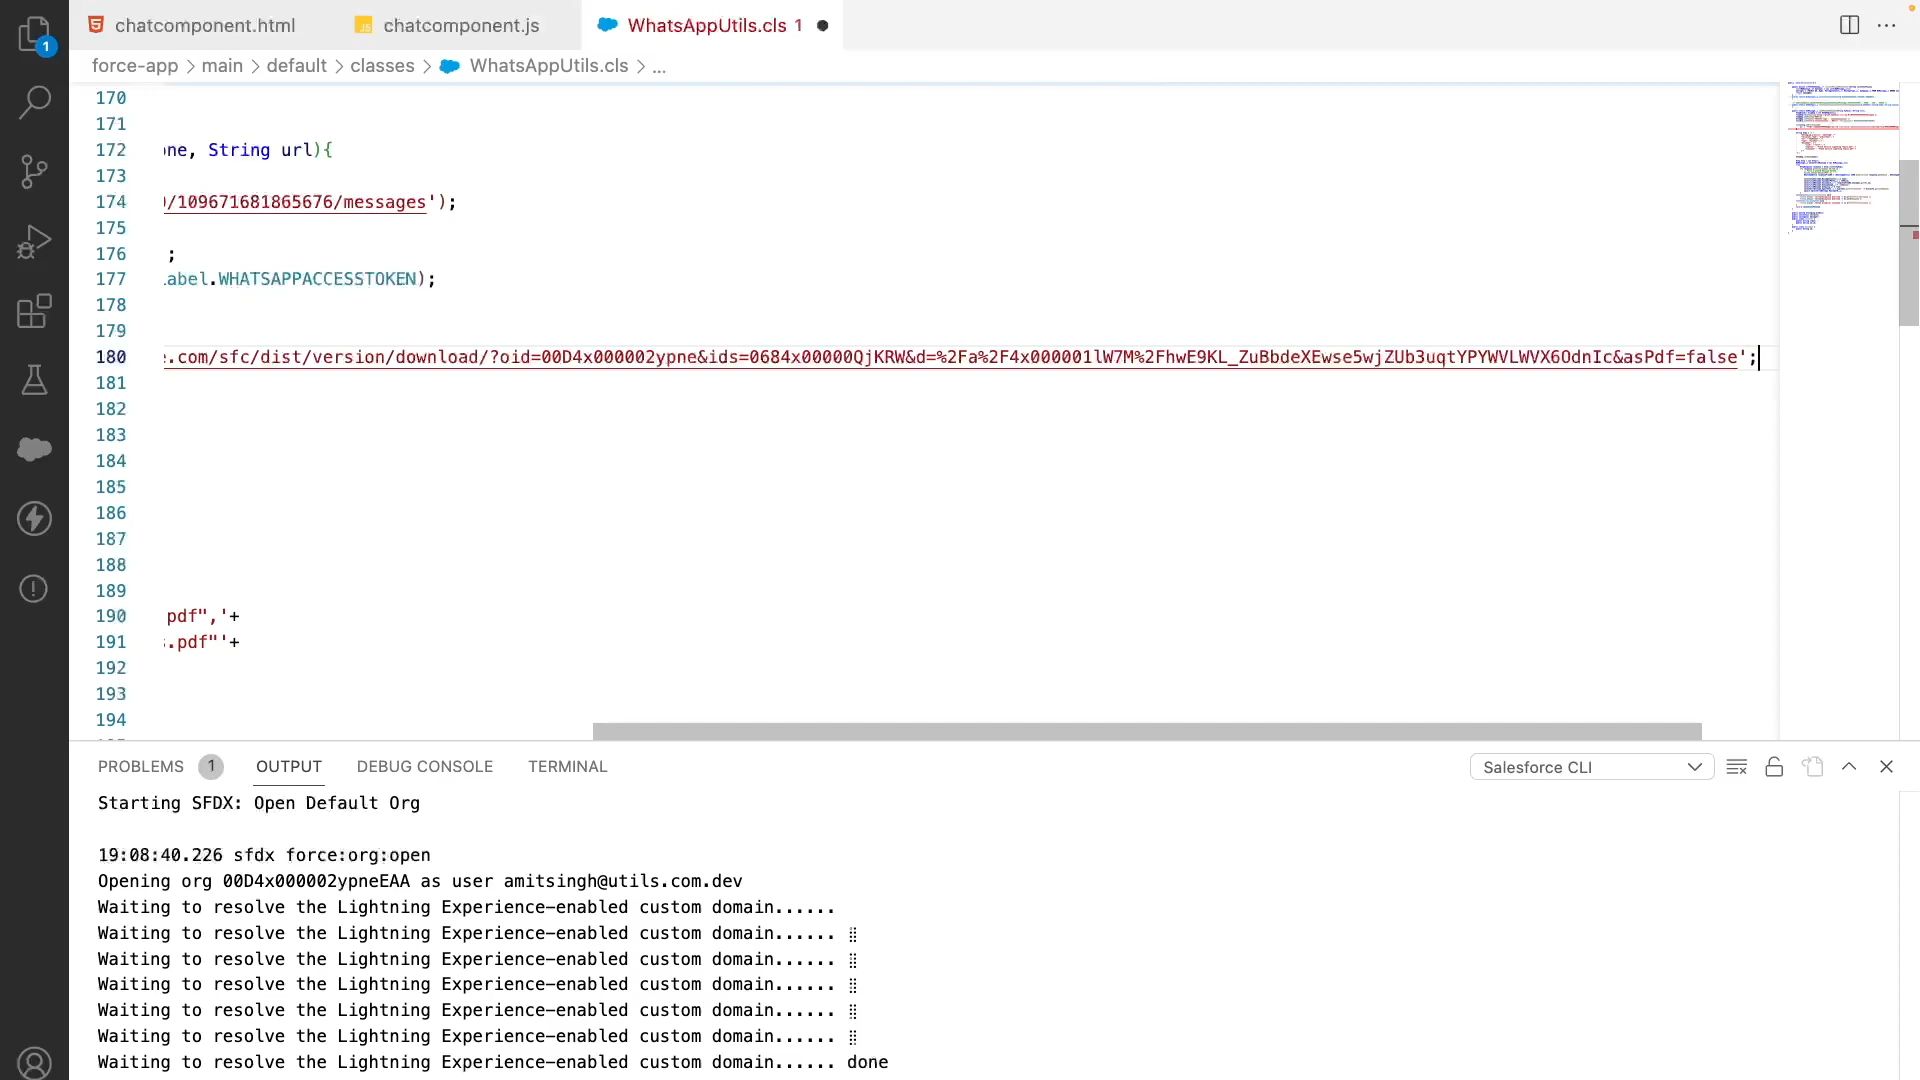 chatcomponent.html
JS chatcomponent.js
WhatsAppUtils.cls 1
1
force-app > main > default > classes > WhatsAppUtils.cls > ...
170
171
172 one, String url){
173
174 )/109671681865676/messages');
175
176 ;
177 Label.WHATSAPPACCESSTOKEN);
178
179
180 e.com/sfc/dist/version/download/?oid=00D4x000002ypne&ids=0684x00000QjKRW&d=%2Fa%2F4x000001lW7M%2FhwE9KL_ZuBbdeXEwse5wjZUb3uqtYPYWVLWVX6OdnIc&asPdf=false';
181
182
183
184
185
186
187
188
189
190 pdf",'+
191 s.pdf"'+
192
193
194
PROBLEMS 1 OUTPUT DEBUG CONSOLE TERMINAL
Salesforce CLI
Starting SFDX: Open Default Org
19:08:40.226 sfdx force:org:open
Opening org 00D4x000002ypneEAA as user amitsingh@utils.com.dev
Waiting to resolve the Lightning Experience-enabled custom domain......
Waiting to resolve the Lightning Experience-enabled custom domain...... ⣾
Waiting to resolve the Lightning Experience-enabled custom domain...... ⣾
Waiting to resolve the Lightning Experience-enabled custom domain...... ⣾
Waiting to resolve the Lightning Experience-enabled custom domain...... ⣾
Waiting to resolve the Lightning Experience-enabled custom domain...... ⣾
Waiting to resolve the Lightning Experience-enabled custom domain...... done